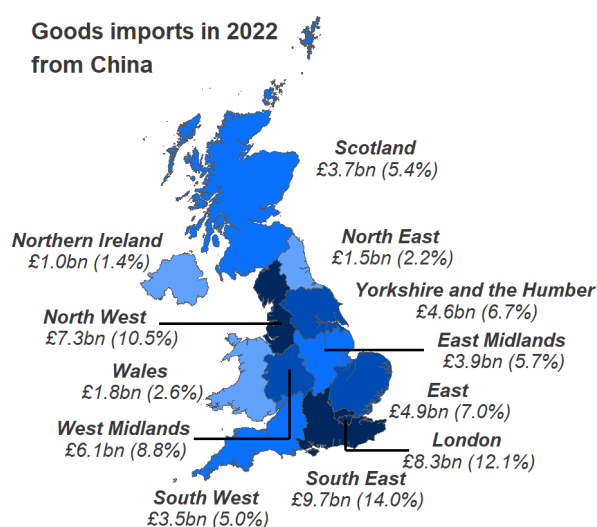 Goods imports in 2022
from China
Scotland
£3.7bn (5.4%)
Northern Ireland
£1.0bn (1.4%)
North East
£1.5bn (2.2%)
Yorkshire and the Humber
£4.6bn (6.7%)
North West
£7.3bn (10.5%)
East Midlands
£3.9bn (5.7%)
Wales
£1.8bn (2.6%)
East
£4.9bn (7.0%)
West Midlands
£6.1bn (8.8%)
London
£8.3bn (12.1%)
South East
£9.7bn (14.0%)
South West
£3.5bn (5.0%)